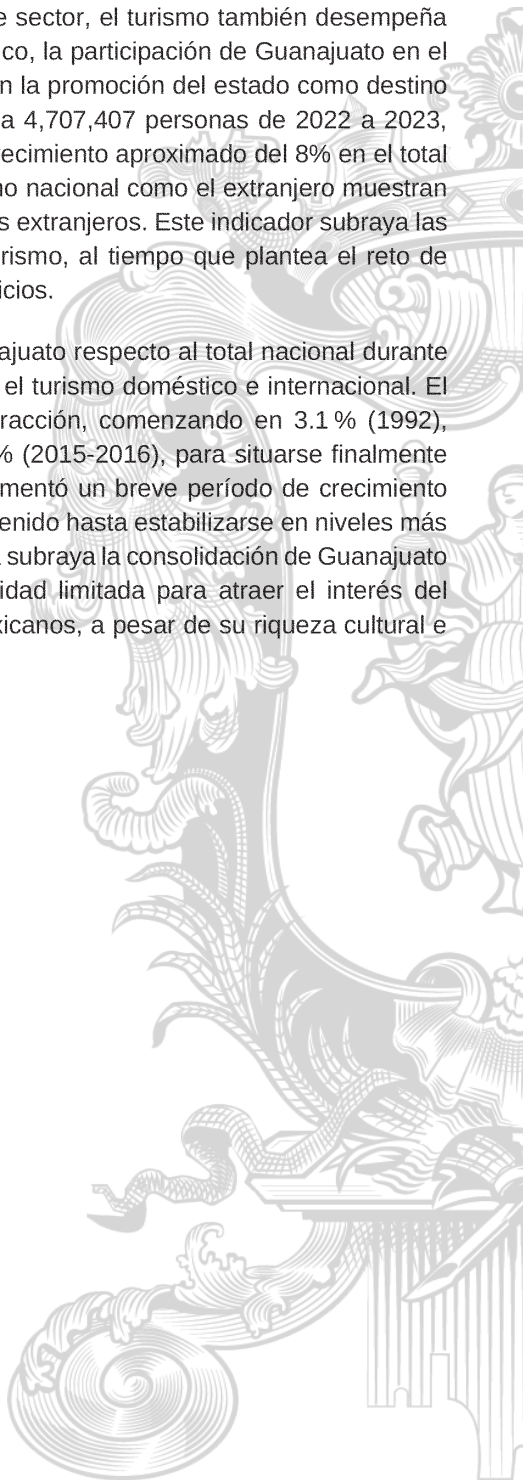 e sector, el turismo también desempeña
co, la participación de Guanajuato en el
n la promoción del estado como destino
a 4,707,407 personas de 2022 a 2023,
recimiento aproximado del 8% en el total
no nacional como el extranjero muestran
s extranjeros. Este indicador subraya las
rismo, al tiempo que plantea el reto de
icios.
ajuato respecto al total nacional durante
el turismo doméstico e internacional. El
racción, comenzando en 3.1 % (1992),
% (2015-2016), para situarse finalmente
mentó un breve período de crecimiento
enido hasta estabilizarse en niveles más
subraya la consolidación de Guanajuato
idad limitada para atraer el interés del
xicanos, a pesar de su riqueza cultural e